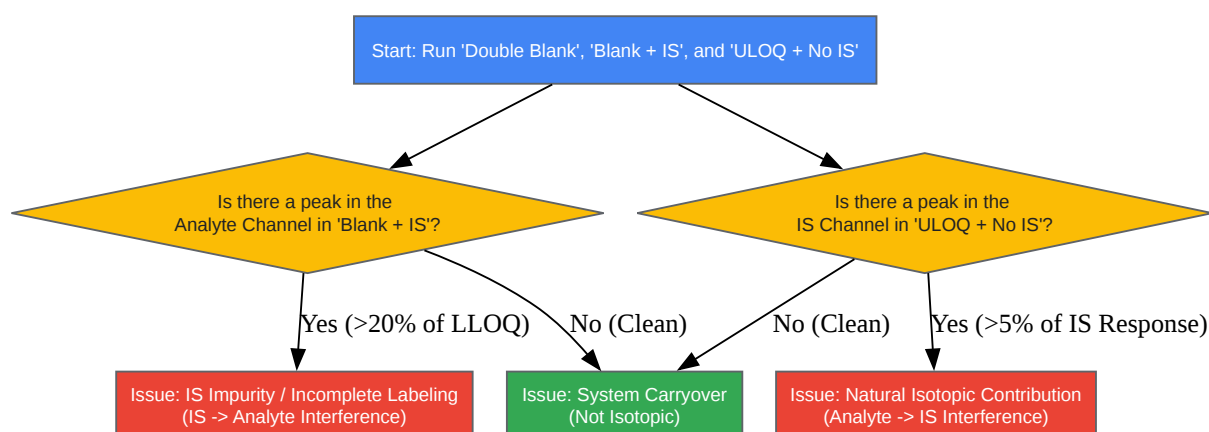 Start: Run 'Double Blank', 'Blank + IS', and 'ULOQ + No IS'
Is there a peak in the
Analyte Channel in 'Blank + IS'?
Is there a peak in the
IS Channel in 'ULOQ + No IS'?
Yes (>20% of LLOQ)
No (Clean)
No (Clean)
Yes (>5% of IS Response)
Issue: IS Impurity / Incomplete Labeling
(IS -> Analyte Interference)
Issue: System Carryover
(Not Isotopic)
Issue: Natural Isotopic Contribution
(Analyte -> IS Interference)